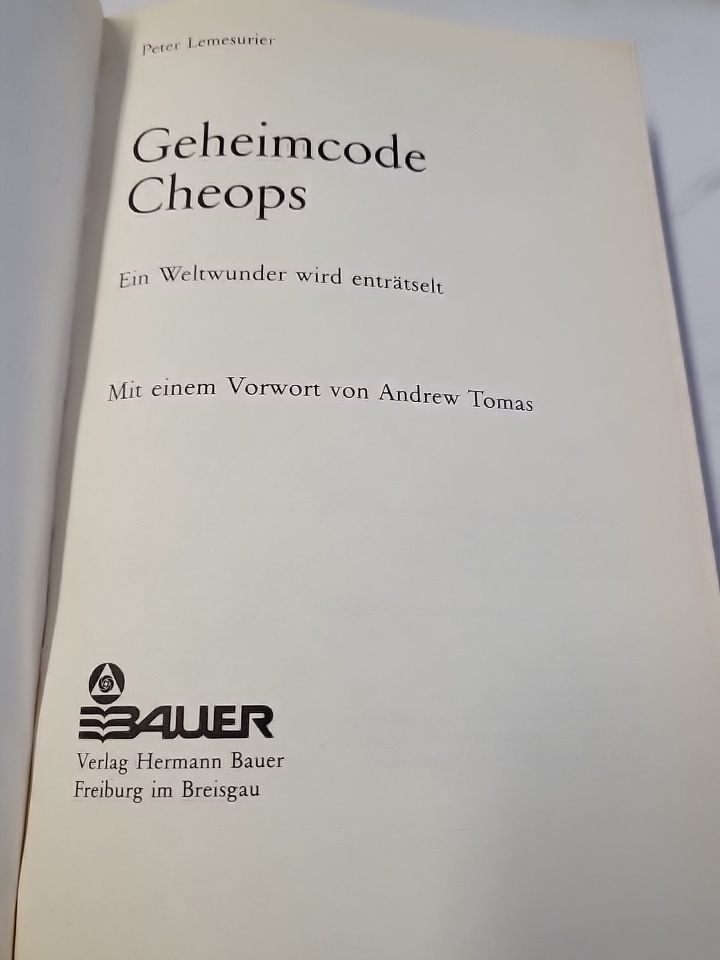 Peter Lemesurier
Geheimcode
Cheops
Ein Weltwunder wird enträtselt
Mit einem Vorwort von Andrew Tomas
BAUER
Verlag Hermann Bauer
Freiburg im Breisgau